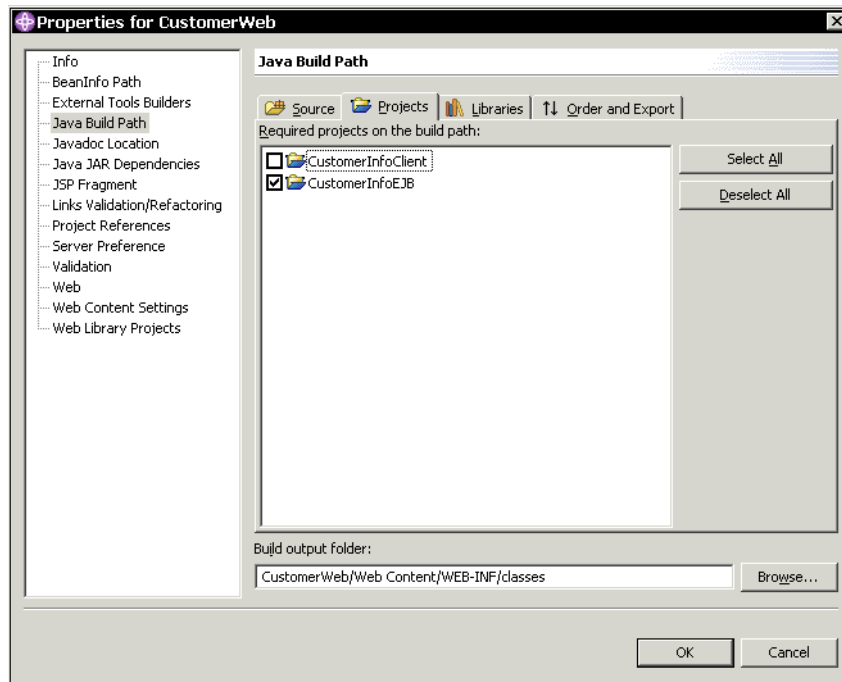 Properties for CustomerWeb
Info
BeanInfo Path
External Tools Builders
Java Build Path
Javadoc Location
Java JAR Dependencies
JSP Fragment
Links Validation/Refactoring
Project References
Server Preference
Validation
Web
Web Content Settings
Web Library Projects
Java Build Path
Source Projects Libraries Order and Export
Required projects on the build path:
CustomerInfoClient
CustomerInfoEJB
Select All
Deselect All
Build output folder:
CustomerWeb/Web Content/WEB-INF/classes
Browse...
OK Cancel